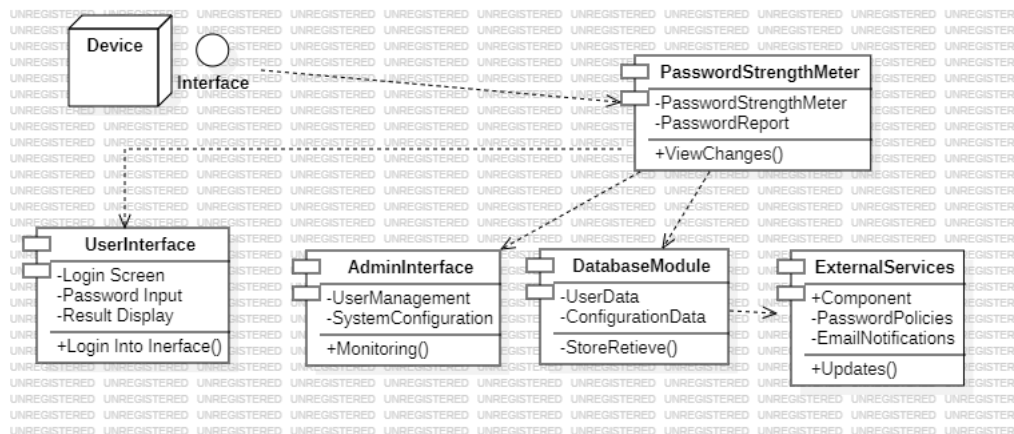 Device
Interface
PasswordStrengthMeter
-PasswordStrengthMeter
-PasswordReport
+ViewChanges()
UserInterface
-Login Screen
-Password Input
-Result Display
+Login Into Inerface()
AdminInterface
-UserManagement
-SystemConfiguration
+Monitoring()
DatabaseModule
-UserData
-ConfigurationData
-StoreRetieve()
ExternalServices
+Component
-PasswordPolicies
-EmailNotifications
+Updates()
UNREGISTERED